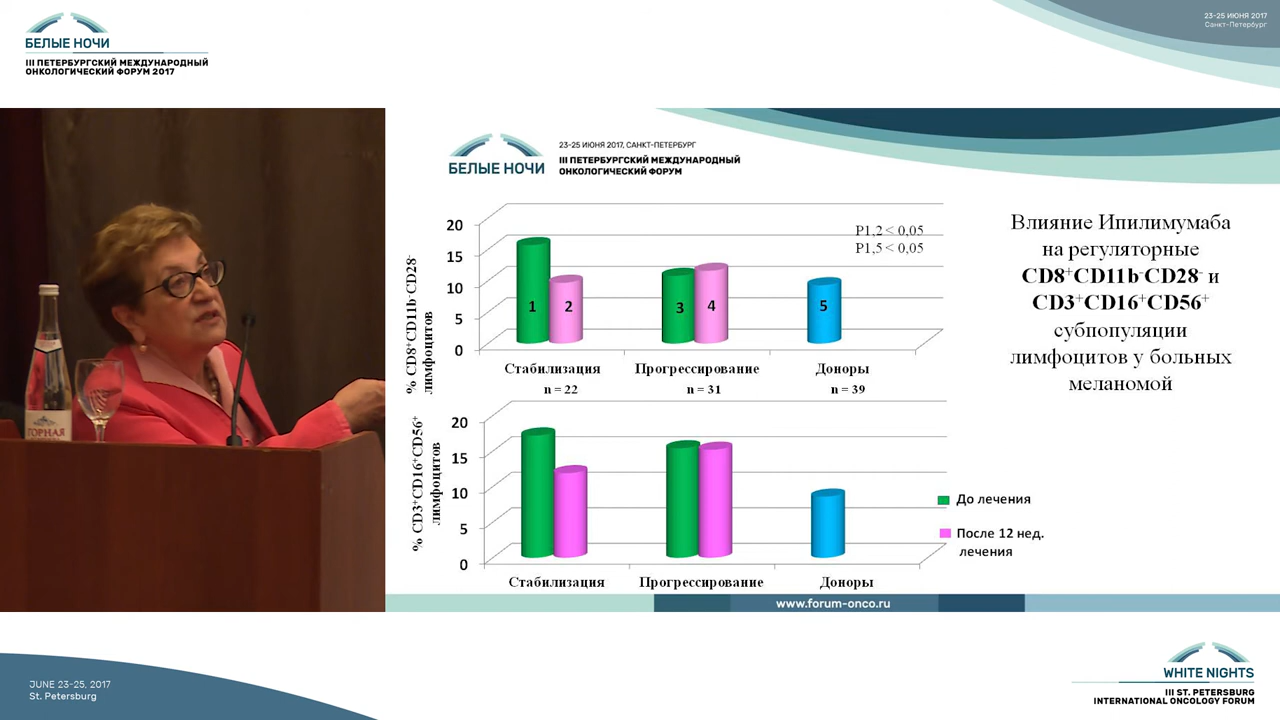 БЕЛЫЕ НОЧИ
III ПЕТЕРБУРГСКИЙ МЕЖДУНАРОДНЫЙ
ОНКОЛОГИЧЕСКИЙ ФОРУМ 2017
23-25 ИЮНЯ 2017
Санкт-Петербург
БЕЛЫЕ НОЧИ
23-25 ИЮНЯ 2017, САНКТ-ПЕТЕРБУРГ
III ПЕТЕРБУРГСКИЙ МЕЖДУНАРОДНЫЙ
ОНКОЛОГИЧЕСКИЙ ФОРУМ
Влияние Ипилимумаба
на регуляторные
CD8⁺CD11b⁻CD28⁻ и
CD3⁺CD16⁺CD56⁺
субпопуляции
лимфоцитов у больных
меланомой
% CD8⁺CD11b⁻CD28⁻
лимфоцитов
20
15
10
5
0
P1,2 < 0,05
P1,5 < 0,05
1 2 3 4 5
Стабилизация Прогрессирование Доноры
n = 22 n = 31 n = 39
% CD3⁺CD16⁺CD56⁺
лимфоцитов
20
15
10
5
0
Стабилизация Прогрессирование Доноры
До лечения
После 12 нед.
лечения
www.forum-onco.ru
ГОРНАЯ
JUNE 23-25, 2017
St. Petersburg
WHITE NIGHTS
III ST. PETERSBURG
INTERNATIONAL ONCOLOGY FORUM